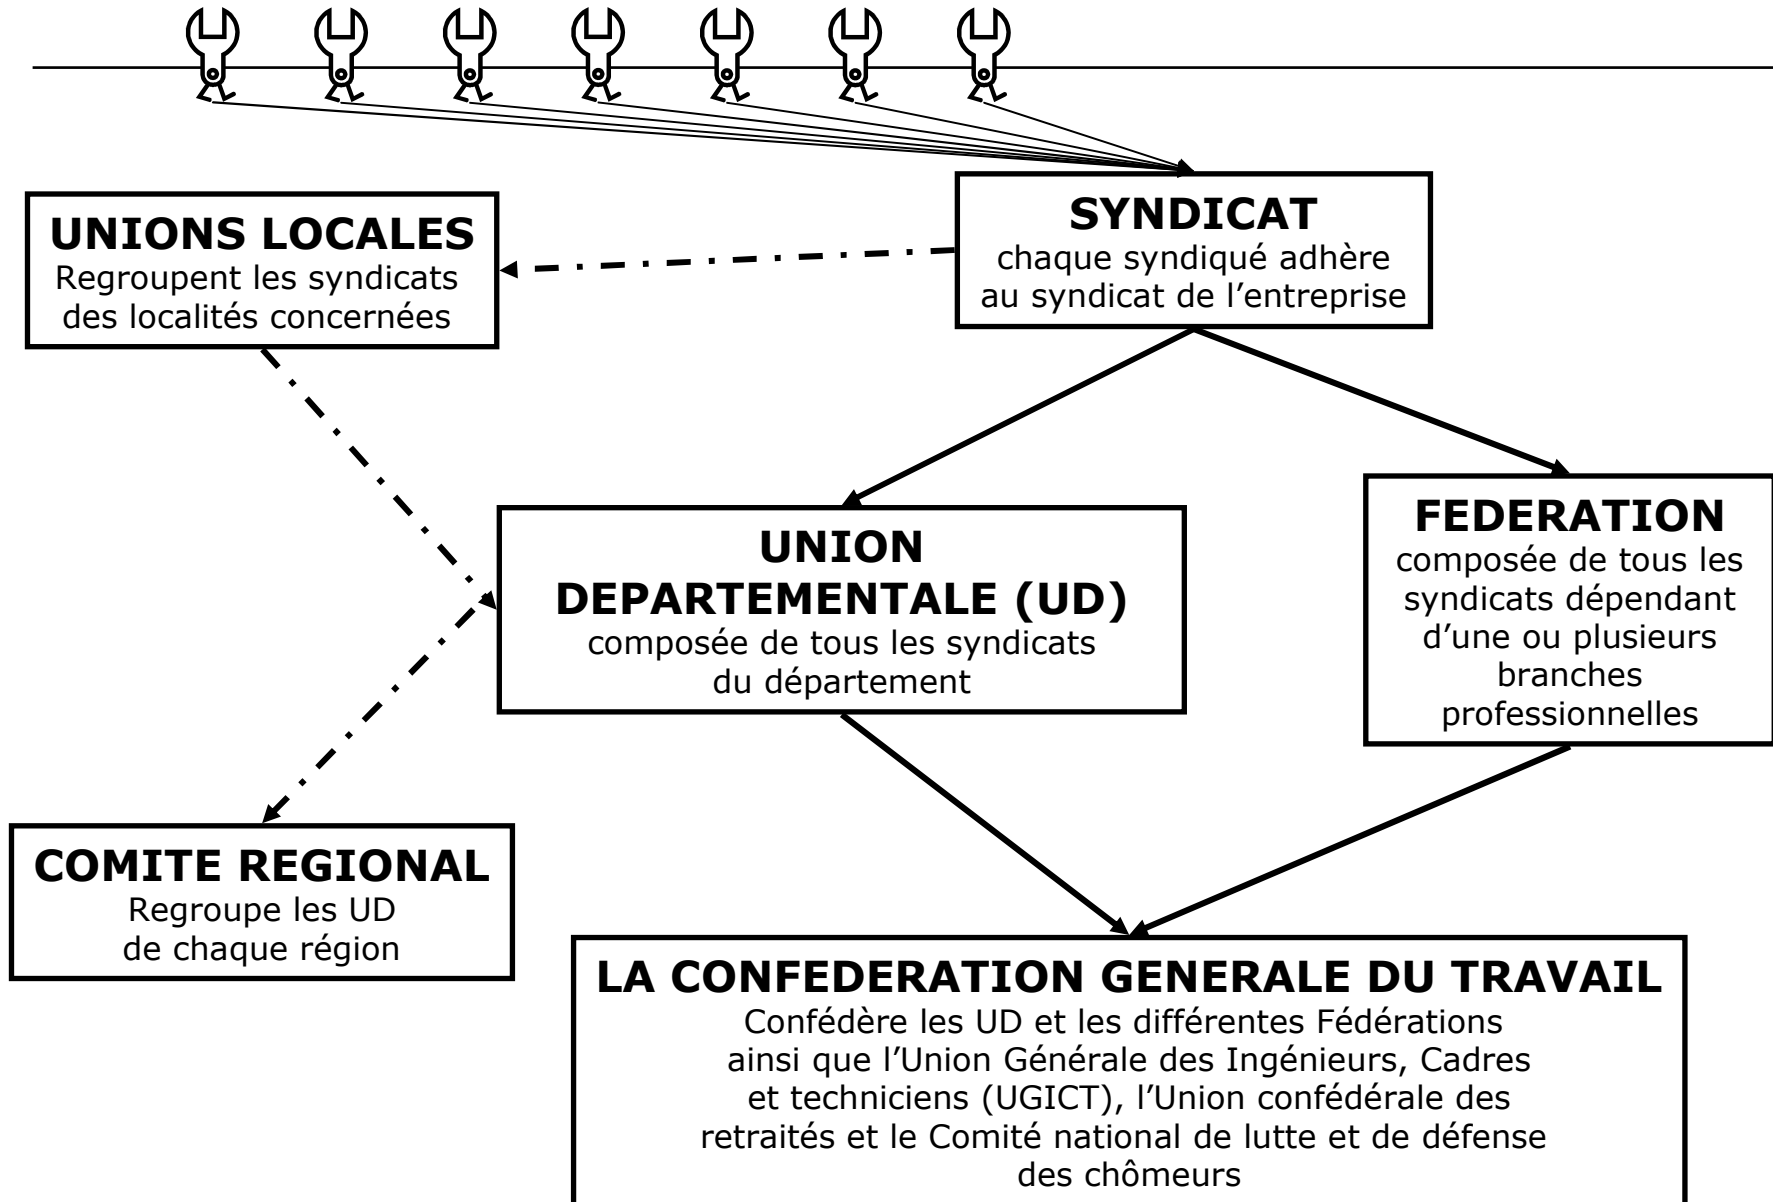 SYNDICAT
chaque syndiqué adhère
au syndicat de l’entreprise
UNIONS LOCALES
Regroupent les syndicats
des localités concernées
UNION
DEPARTEMENTALE (UD)
composée de tous les syndicats
du département
FEDERATION
composée de tous les
syndicats dépendant
d’une ou plusieurs
branches
professionnelles
COMITE REGIONAL
Regroupe les UD
de chaque région
LA CONFEDERATION GENERALE DU TRAVAIL
Confédère les UD et les différentes Fédérations
ainsi que l’Union Générale des Ingénieurs, Cadres
et techniciens (UGICT), l’Union confédérale des
retraités et le Comité national de lutte et de défense
des chômeurs